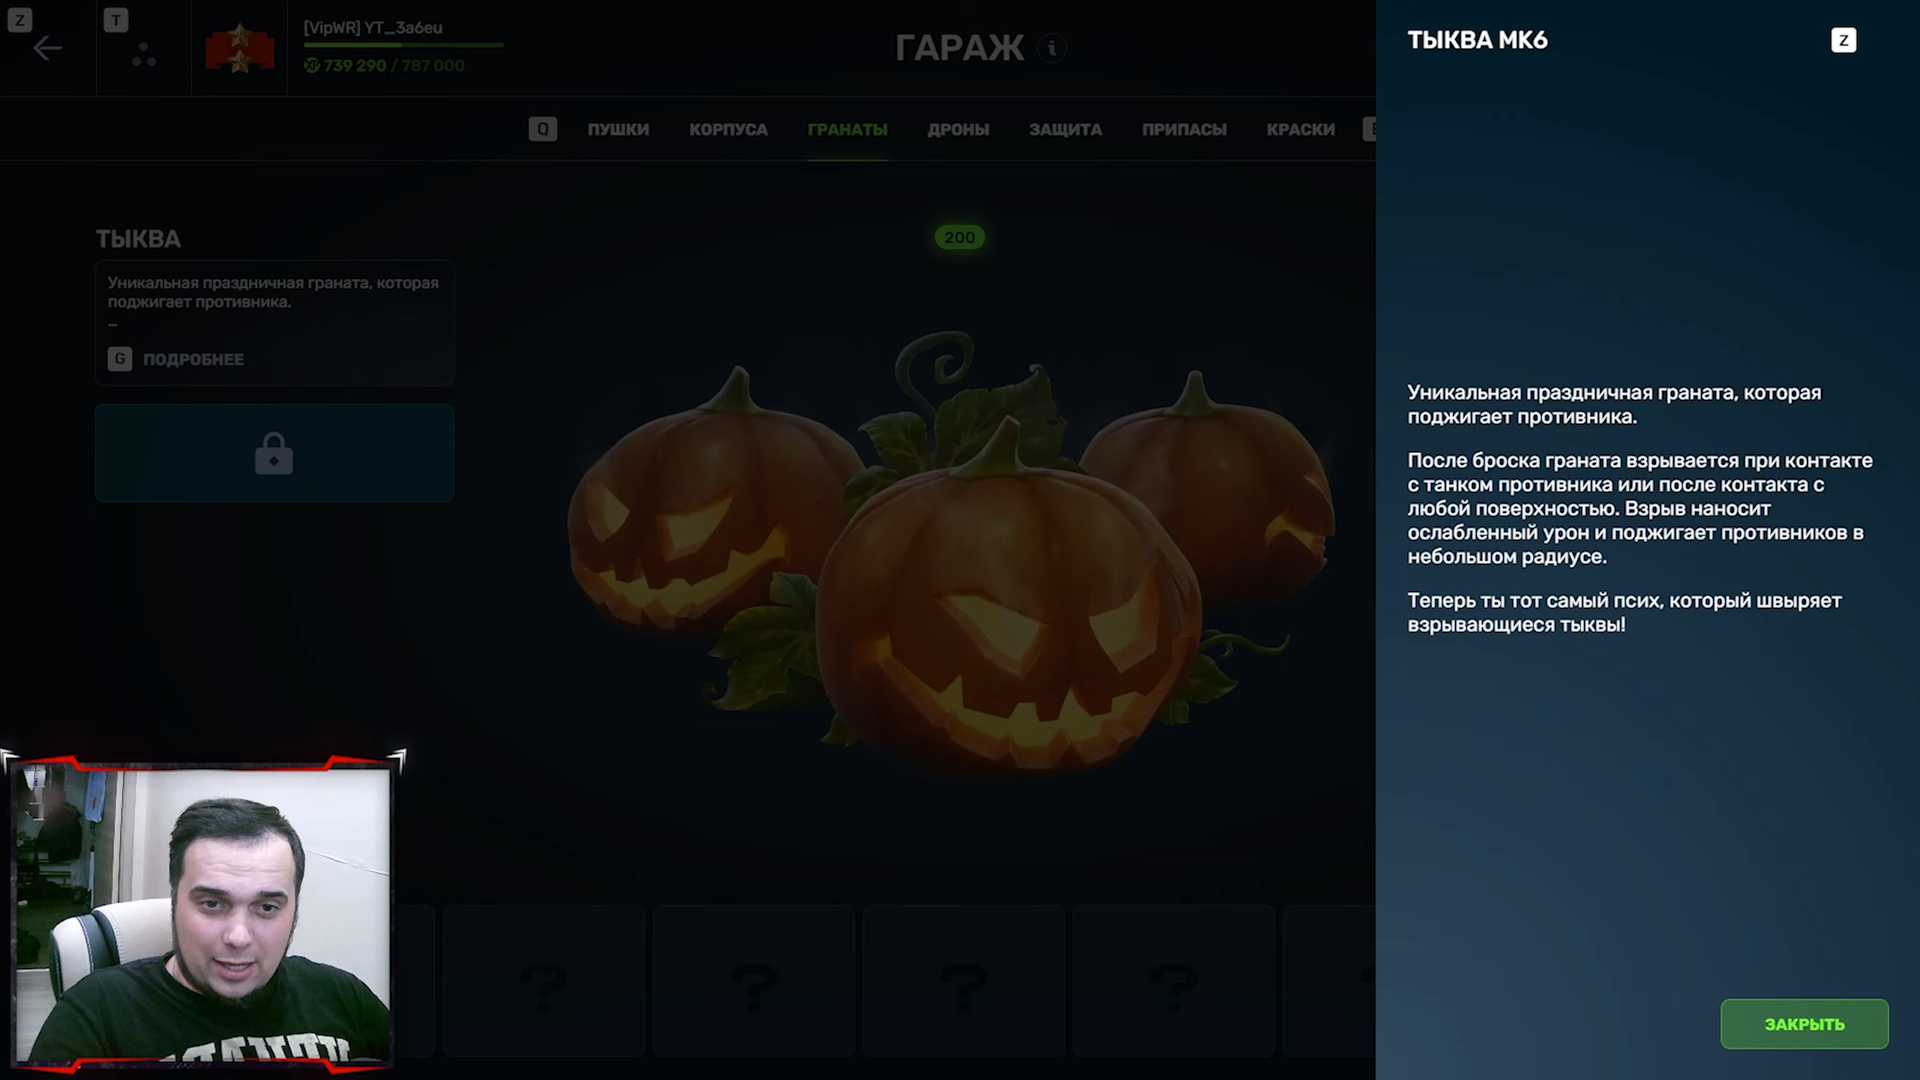 Z
T
[VipWR] YT_3a6eu
XP 739 290 / 787 000
ГАРАЖ i
Q ПУШКИ КОРПУСА ГРАНАТЫ ДРОНЫ ЗАЩИТА ПРИПАСЫ КРАСКИ
ТЫКВА
Уникальная праздничная граната, которая
поджигает противника.
...
G ПОДРОБНЕЕ
200
? ? ? ?
ТЫКВА МК6
Z
Уникальная праздничная граната, которая
поджигает противника.
После броска граната взрывается при контакте
с танком противника или после контакта с
любой поверхностью. Взрыв наносит
ослабленный урон и поджигает противников в
небольшом радиусе.
Теперь ты тот самый псих, который швыряет
взрывающиеся тыквы!
ЗАКРЫТЬ